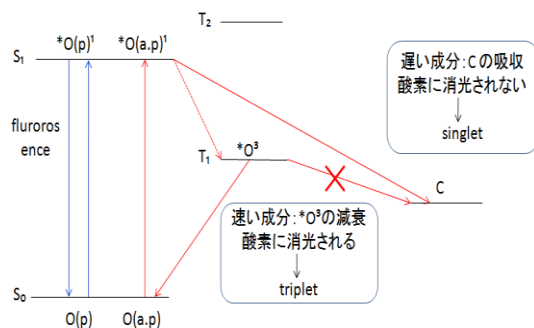 T₂
*O(p)¹ *O(a.p)¹
S₁
fluroros
ence
遅い成分:Cの吸収
酸素に消光されない
singlet
T₁ *O³
C
速い成分:*O³の減衰
酸素に消光される
triplet
S₀
O(p) O(a.p)